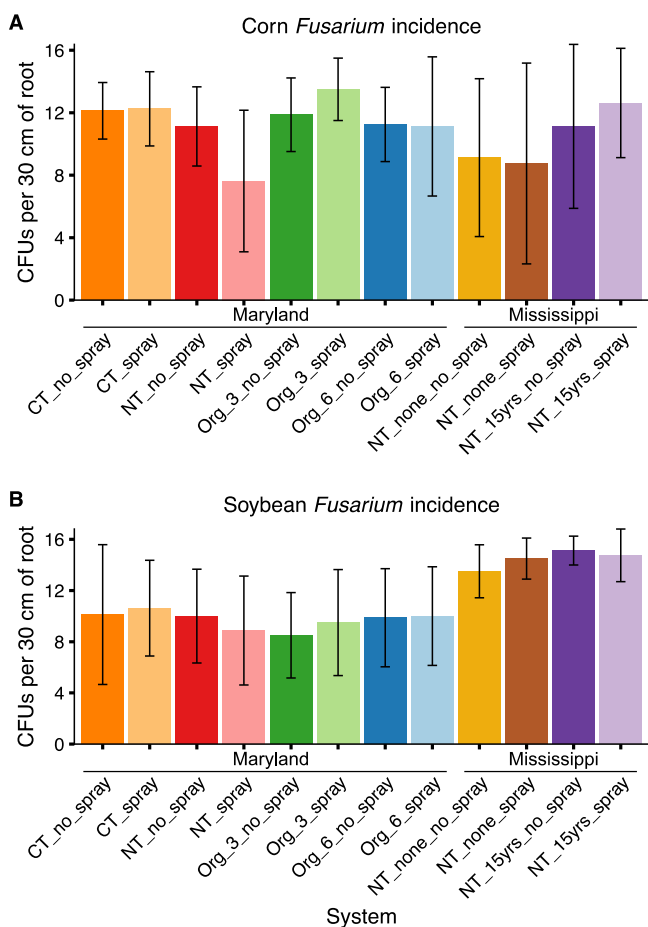 A
Corn Fusarium incidence
CFUs per 30 cm of root
16
12
8
4
0
Maryland
Mississippi
CT_no_spray
CT_spray
NT_no_spray
NT_spray
Org_3_no_spray
Org_3_spray
Org_6_no_spray
Org_6_spray
NT_none_no_spray
NT_none_spray
NT_15yrs_no_spray
NT_15yrs_spray
B
Soybean Fusarium incidence
CFUs per 30 cm of root
16
12
8
4
0
Maryland
Mississippi
CT_no_spray
CT_spray
NT_no_spray
NT_spray
Org_3_no_spray
Org_3_spray
Org_6_no_spray
Org_6_spray
NT_none_no_spray
NT_none_spray
NT_15yrs_no_spray
NT_15yrs_spray
System